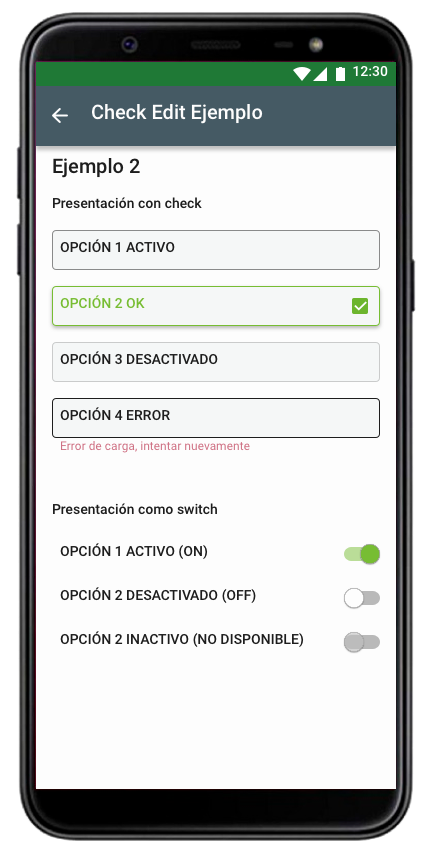 12:30
Check Edit Ejemplo
Ejemplo 2
Presentación con check
OPCIÓN 1 ACTIVO
OPCIÓN 2 OK
OPCIÓN 3 DESACTIVADO
OPCIÓN 4 ERROR
Error de carga, intentar nuevamente
Presentación como switch
OPCIÓN 1 ACTIVO (ON)
OPCIÓN 2 DESACTIVADO (OFF)
OPCIÓN 2 INACTIVO (NO DISPONIBLE)